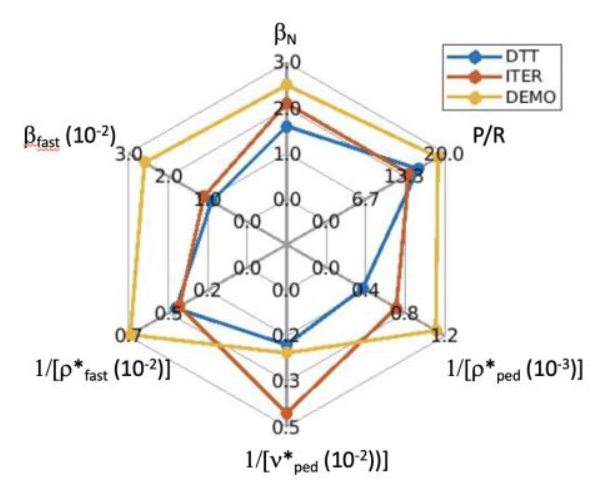 βN
3.0
DTT
ITER
DEMO
2.0
βfast (10-2)
P/R
3.0
20.0
1.0
2.0
13.3
1.0
0.0
6.7
0.0
0.0
0.0
0.0
0.2
0.0
0.4
0.5
0.8
0.7
0.2
1.2
1/[ρ*fast (10-2)]
0.3
1/[ρ*ped (10-3)]
0.5
1/[ν*ped (10-2))]